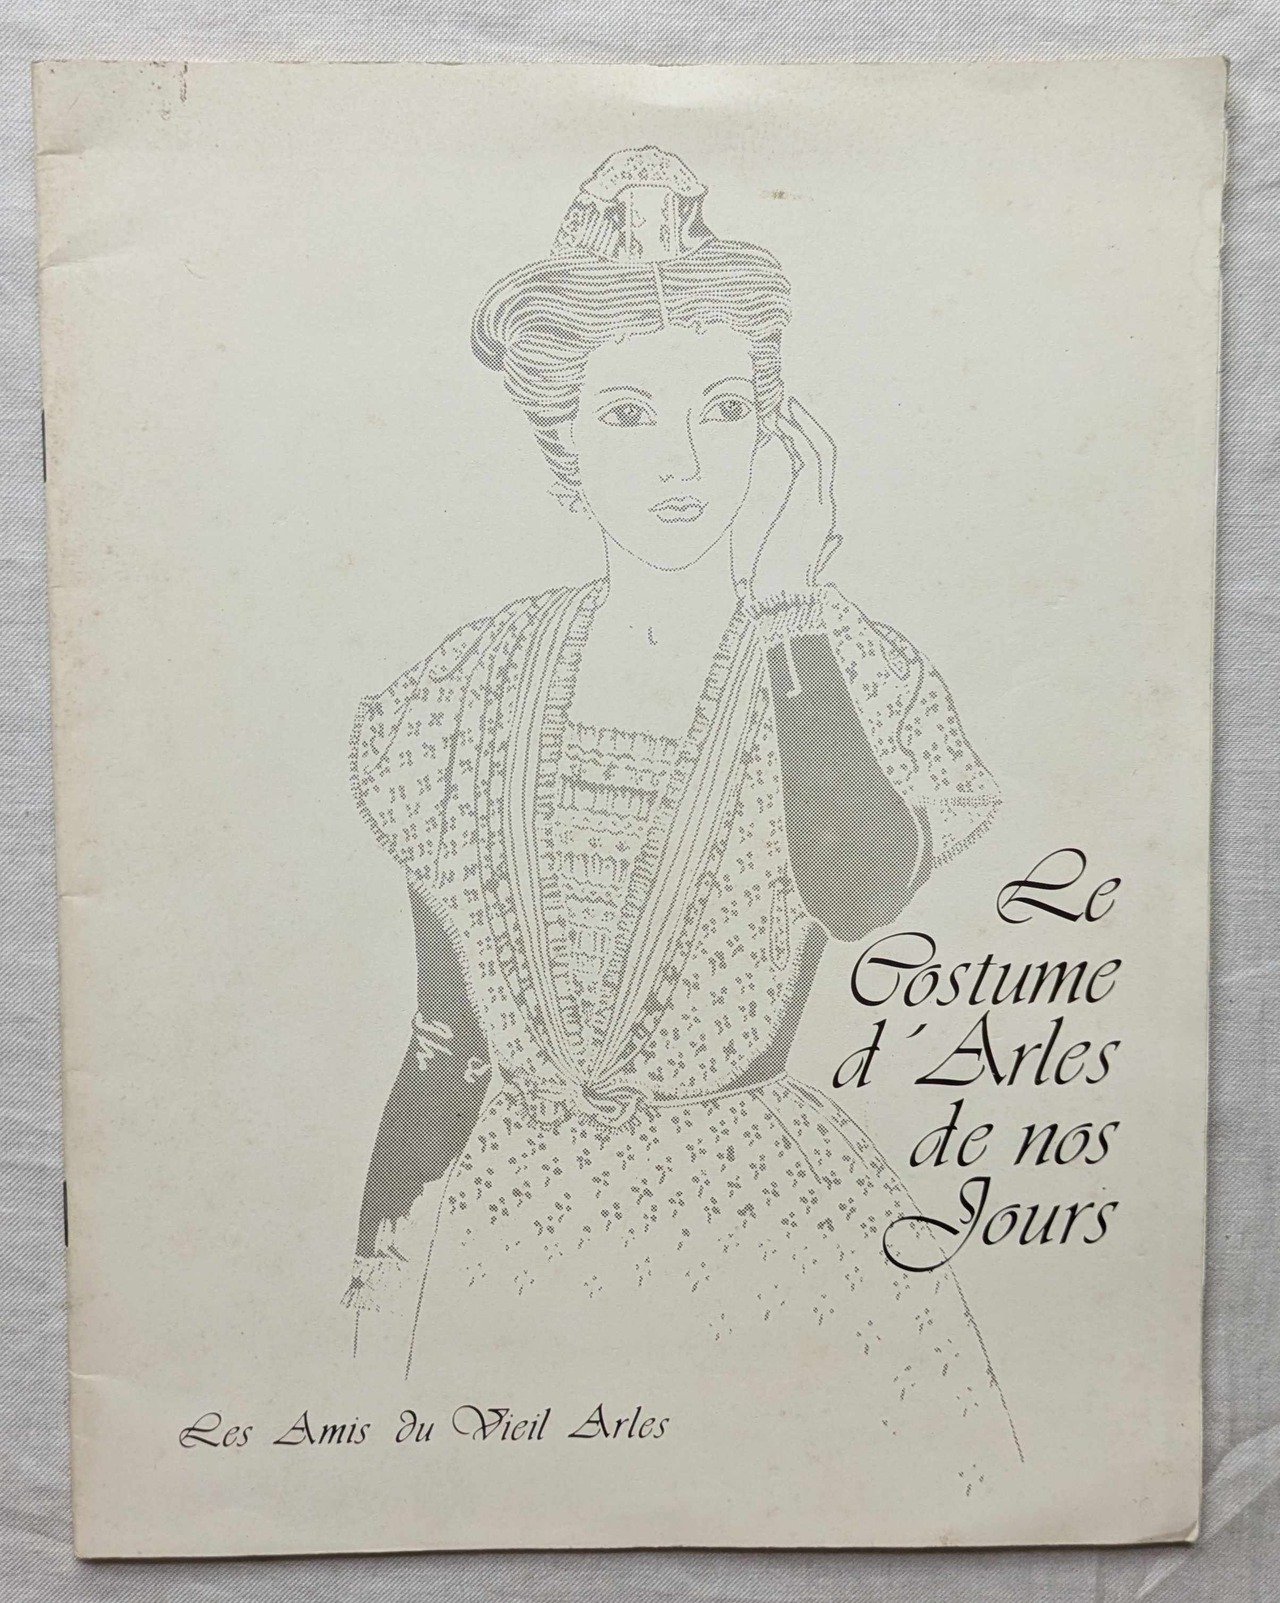 Le
Costume
d'Arles
de nos
Jours
Les Amis du Vieil Arles